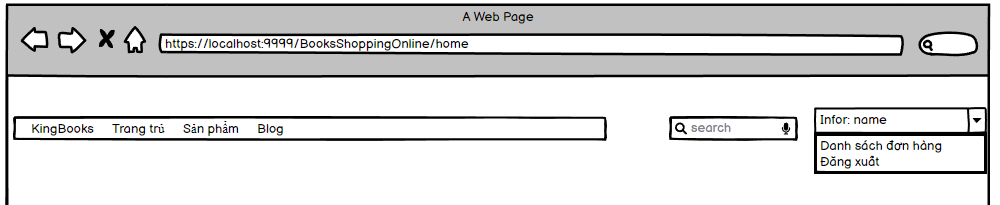 A Web Page
https://localhost:9999/BooksShoppingOnline/home
KingBooks Trang trủ Sản phẩm Blog
search
Infor: name
Danh sách đơn hàng
Đăng xuất